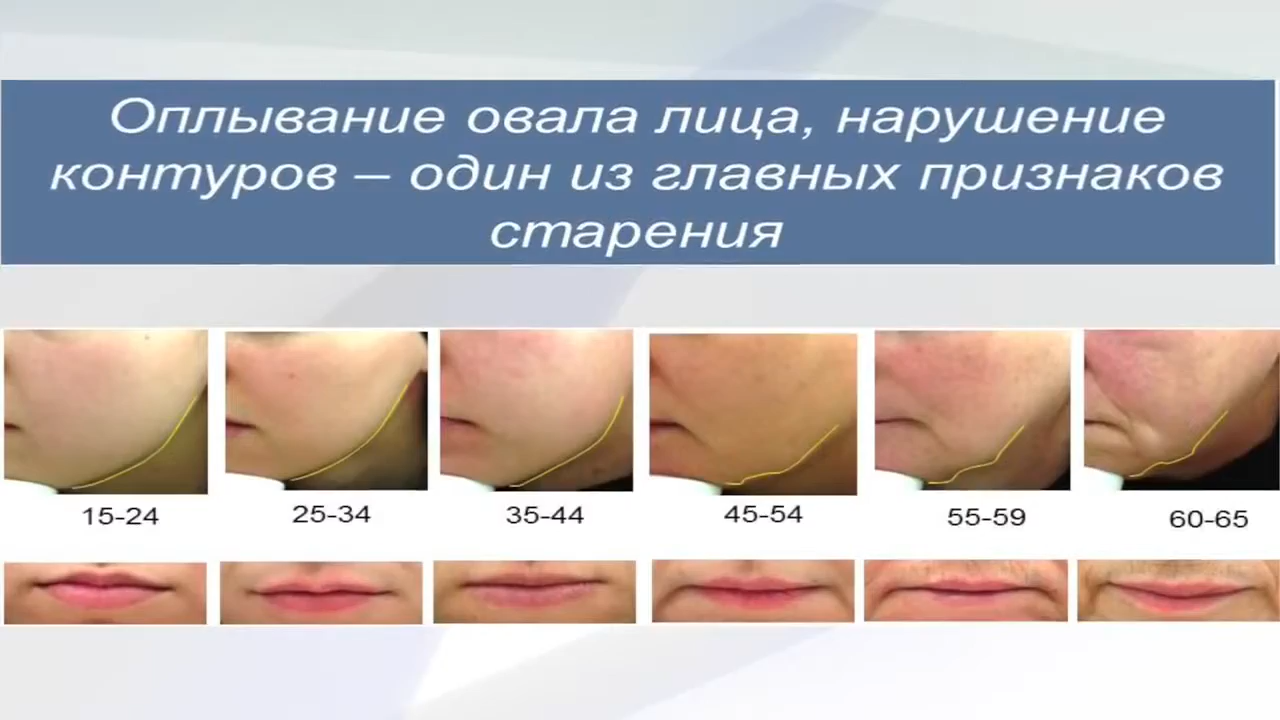 Оплывание овала лица, нарушение
контуров – один из главных признаков
старения
15-24
25-34
35-44
45-54
55-59
60-65